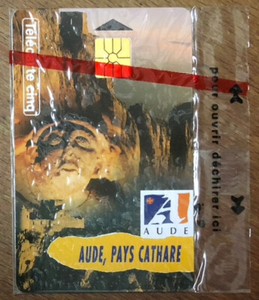 Télécarte cinq
pour ouvrir déchirer ici
AUDE
AUDE, PAYS CATHARE